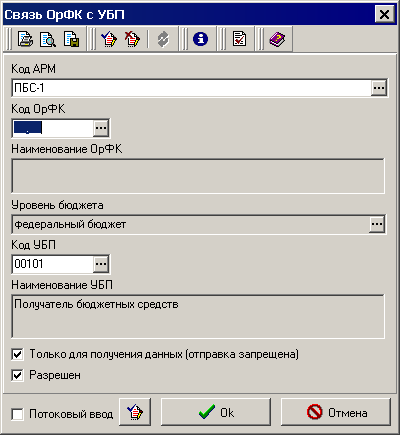 Связь ОрФК с УБП
Код АРМ
ПБС-1
Код ОрФК
Наименование ОрФК
Уровень бюджета
Федеральный бюджет
Код УБП
00101
Наименование УБП
Получатель бюджетных средств
Только для получения данных (отправка запрещена)
Разрешен
Потоковый ввод
Ok
Отмена